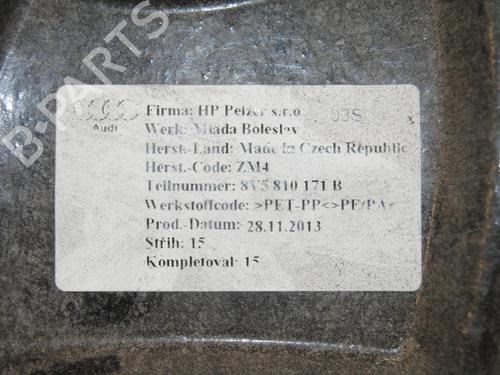 Firma: HP Pelzer s.r.o
03S
Audi
Werk: Mlada Boleslav
Herst.-Land: Made in Czech Republic
Herst.-Code: ZM4
Teilnummer: 8V5 810 171 B
Werkstoffcode: >PET-PP<>PE/PA<
Prod.-Datum: 28.11.2013
Střih: 15
Kompletoval: 15
B-PARTS